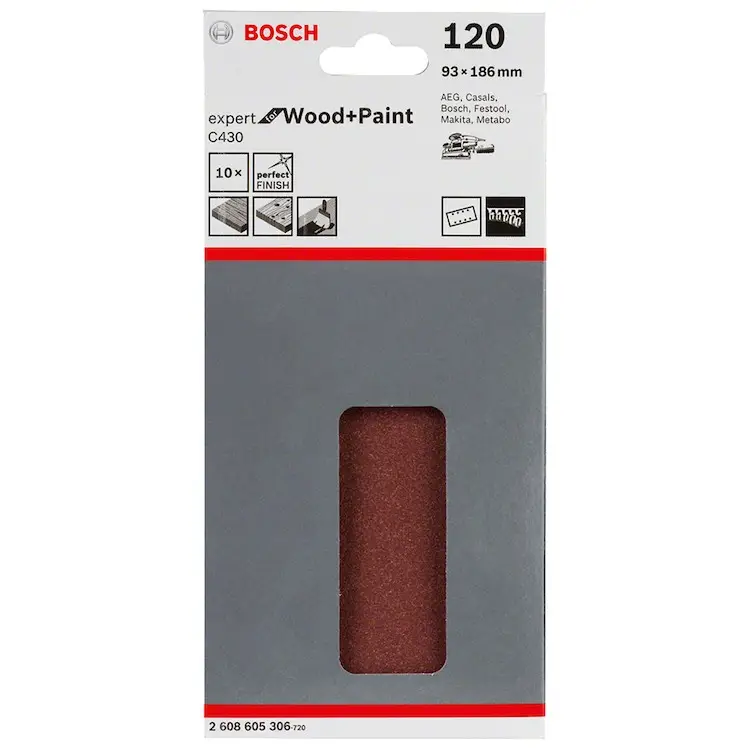 BOSCH
expert for Wood+Paint
C430
10×
perfect
FINISH
120
93 × 186 mm
AEG, Casals,
Bosch, Festool,
Makita, Metabo
2 608 605 306-720